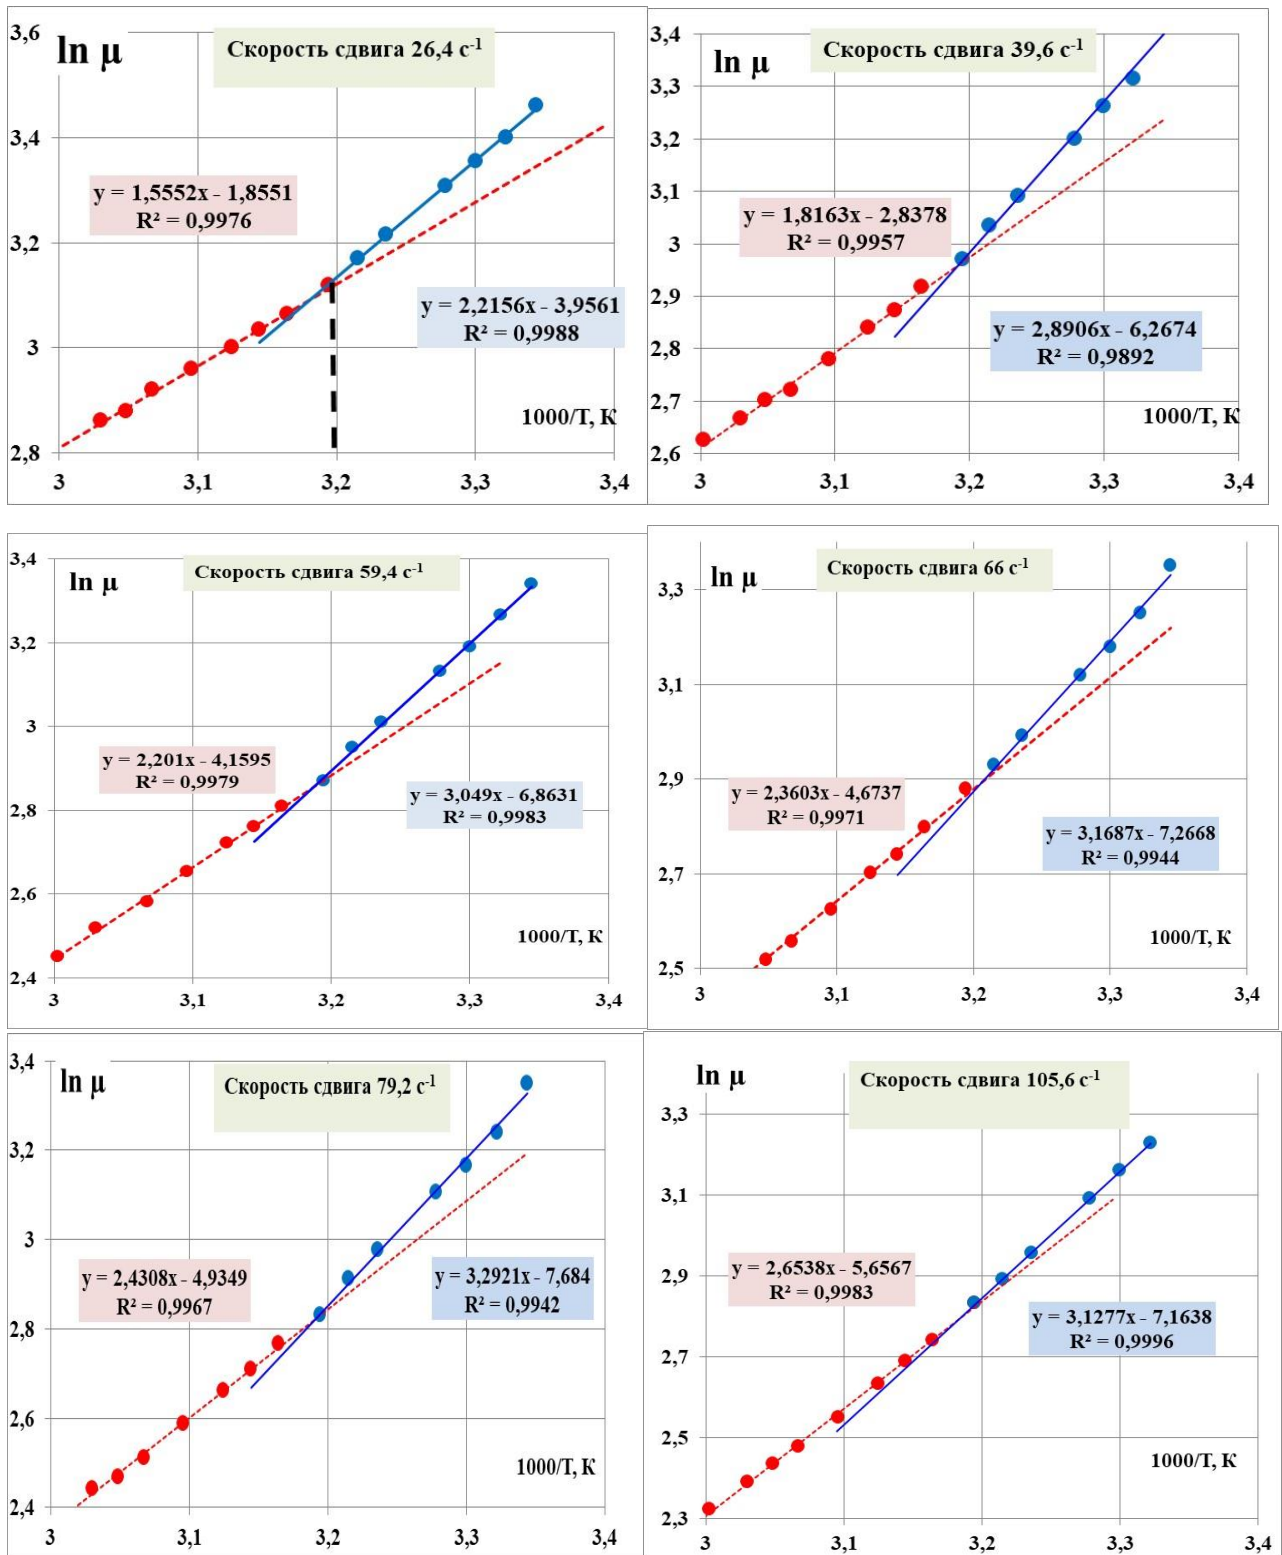 3,6
ln μ
Скорость сдвига 26,4 с⁻¹
3,4
y = 1,5552x - 1,8551
R² = 0,9976
3,2
y = 2,2156x - 3,9561
R² = 0,9988
3
1000/Т, К
2,8
3 3,1 3,2 3,3 3,4
3,4
ln μ
Скорость сдвига 39,6 с⁻¹
3,3
3,2
3,1
y = 1,8163x - 2,8378
R² = 0,9957
3
2,9
y = 2,8906x - 6,2674
R² = 0,9892
2,8
2,7
1000/Т, К
2,6
3 3,1 3,2 3,3 3,4
3,4
ln μ
Скорость сдвига 59,4 с⁻¹
3,2
3
y = 2,201x - 4,1595
R² = 0,9979
2,8
y = 3,049x - 6,8631
R² = 0,9983
2,6
1000/Т, К
2,4
3 3,1 3,2 3,3 3,4
ln μ
Скорость сдвига 66 с⁻¹
3,3
3,1
2,9
y = 2,3603x - 4,6737
R² = 0,9971
y = 3,1687x - 7,2668
R² = 0,9944
2,7
1000/Т, К
2,5
3 3,1 3,2 3,3 3,4
3,4
ln μ
Скорость сдвига 79,2 с⁻¹
3,2
3
y = 2,4308x - 4,9349
R² = 0,9967
y = 3,2921x - 7,684
R² = 0,9942
2,8
2,6
1000/Т, К
2,4
3 3,1 3,2 3,3 3,4
ln μ
Скорость сдвига 105,6 с⁻¹
3,3
3,1
2,9
y = 2,6538x - 5,6567
R² = 0,9983
y = 3,1277x - 7,1638
R² = 0,9996
2,7
2,5
1000/Т, К
2,3
3 3,1 3,2 3,3 3,4